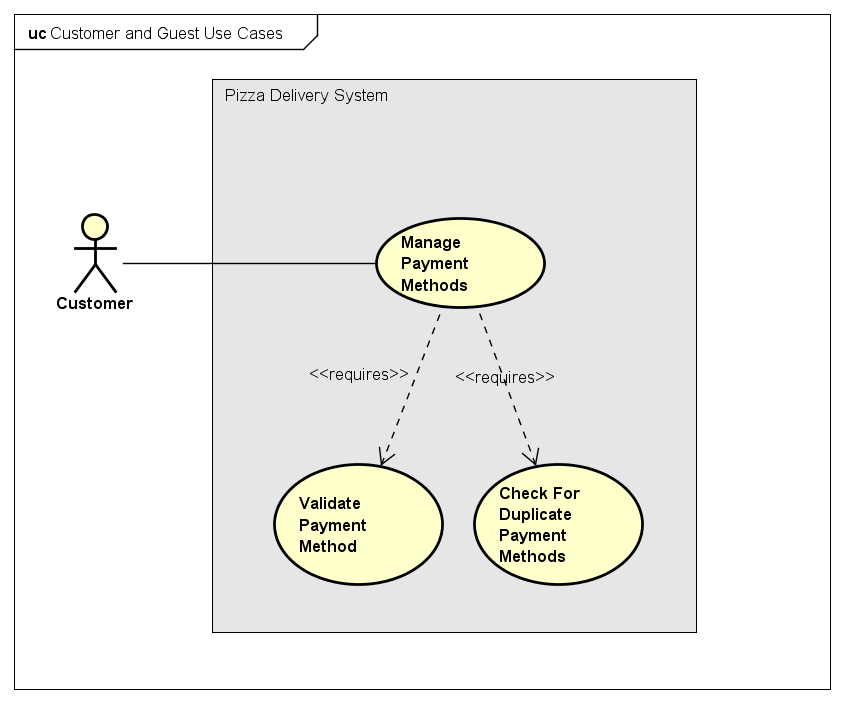 uc Customer and Guest Use Cases
Pizza Delivery System
Manage
Payment
Methods
Customer
<<requires>>
<<requires>>
Validate
Payment
Method
Check For
Duplicate
Payment
Methods